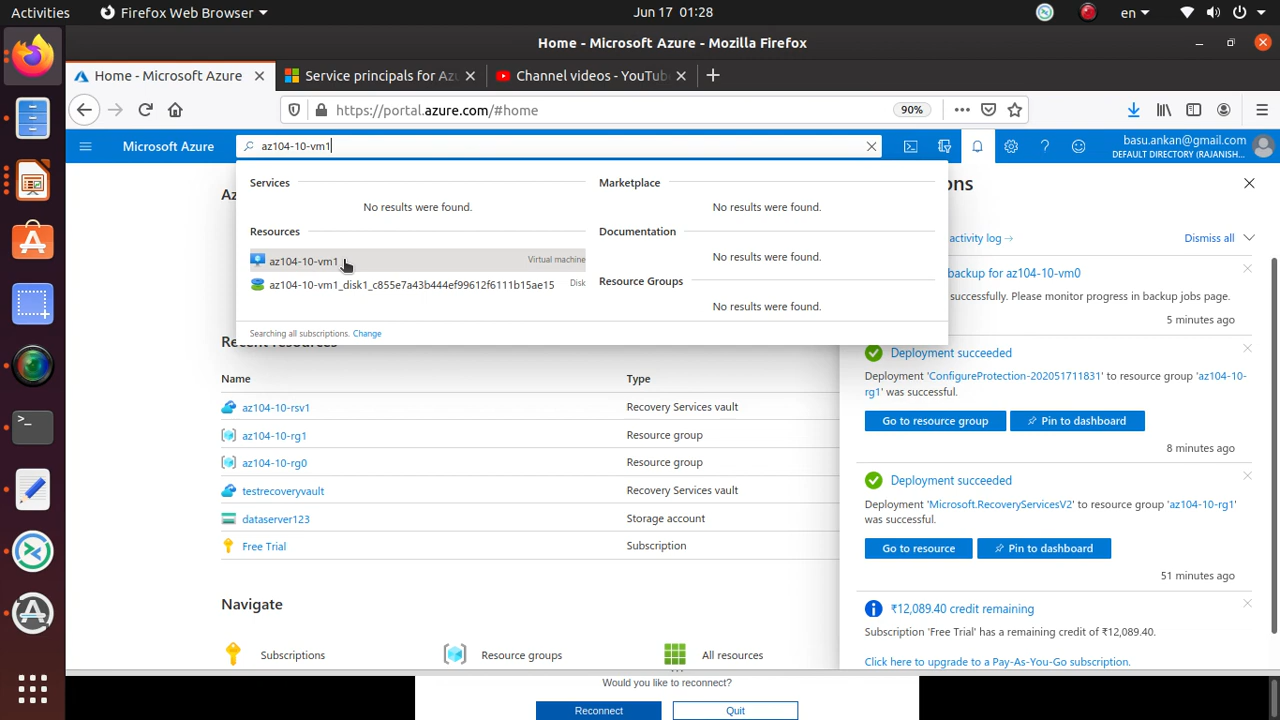 Activities
Firefox Web Browser
Jun 17 01:28
en
Home - Microsoft Azure - Mozilla Firefox
Home - Microsoft Azure
Service principals for Az
Channel videos - YouTub
https://portal.azure.com/#home
90%
Microsoft Azure
az104-10-vm1
basu.ankan@gmail.com
DEFAULT DIRECTORY (RAJANISH...
Services
No results were found.
Resources
az104-10-vm1
Virtual machine
az104-10-vm1_disk1_c855e7a43b444ef99612f6111b15ae15
Disk
Marketplace
No results were found.
Documentation
No results were found.
Resource Groups
No results were found.
Searching all subscriptions. Change
Az
Recent resources
Name
Type
az104-10-rsv1
Recovery Services vault
az104-10-rg1
Resource group
az104-10-rg0
Resource group
testrecoveryvault
Recovery Services vault
dataserver123
Storage account
Free Trial
Subscription
Navigate
Subscriptions
Resource groups
All resources
ons
activity log →
Dismiss all
backup for az104-10-vm0
successfully. Please monitor progress in backup jobs page.
5 minutes ago
Deployment succeeded
Deployment 'ConfigureProtection-202051711831' to resource group 'az104-10-
rg1' was successful.
Go to resource group
Pin to dashboard
8 minutes ago
Deployment succeeded
Deployment 'Microsoft.RecoveryServicesV2' to resource group 'az104-10-rg1'
was successful.
Go to resource
Pin to dashboard
51 minutes ago
₹12,089.40 credit remaining
Subscription 'Free Trial' has a remaining credit of ₹12,089.40.
Click here to upgrade to a Pay-As-You-Go subscription.
Would you like to reconnect?
Reconnect
Quit